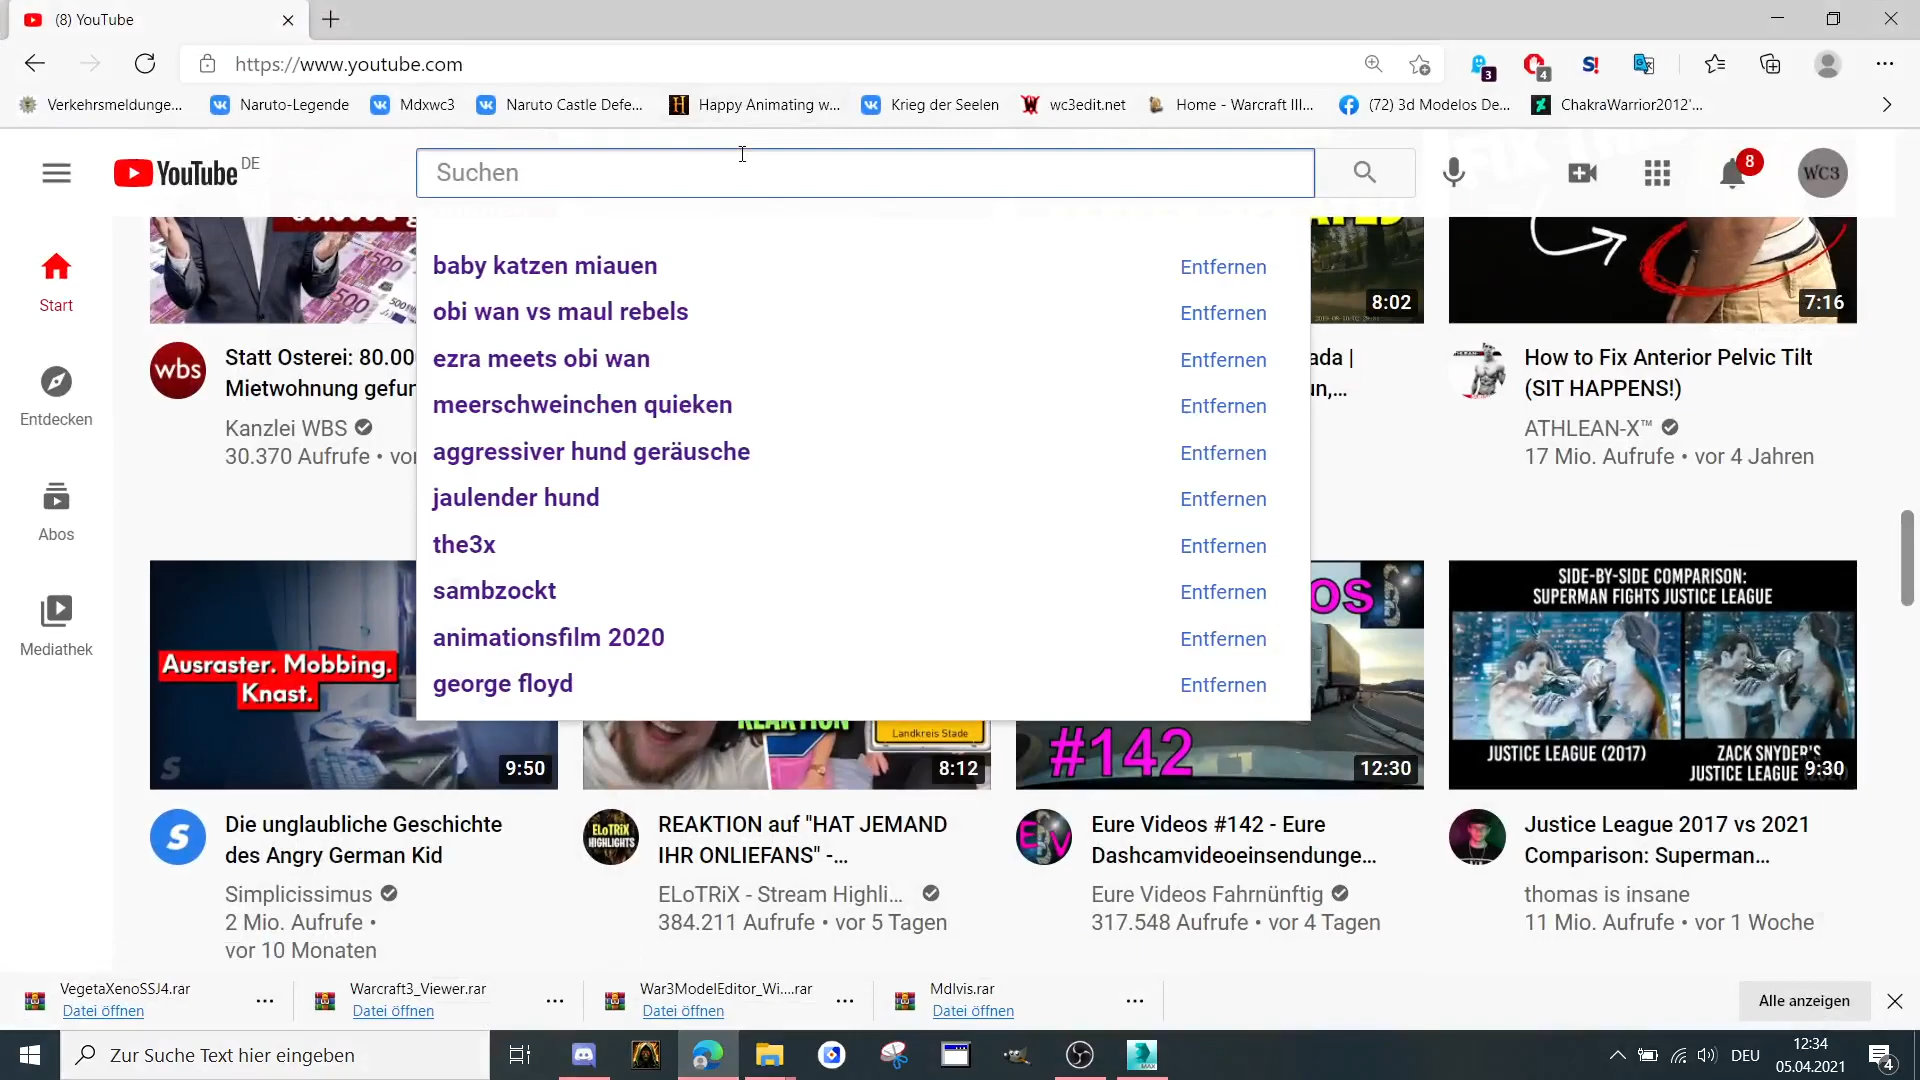 (8) YouTube
https://www.youtube.com
3
4
S!
Verkehrsmeldunge...
Naruto-Legende
Mdxwc3
Naruto Castle Defe...
Happy Animating w...
Krieg der Seelen
wc3edit.net
Home - Warcraft III...
(72) 3d Modelos De...
ChakraWarrior2012'...
YouTube DE
Suchen
8
WC3
baby katzen miauen Entfernen
obi wan vs maul rebels Entfernen
ezra meets obi wan Entfernen
meerschweinchen quieken Entfernen
aggressiver hund geräusche Entfernen
jaulender hund Entfernen
the3x Entfernen
sambzockt Entfernen
animationsfilm 2020 Entfernen
george floyd Entfernen
Start
Entdecken
Abos
Mediathek
8:02
7:16
wbs
Statt Osterei: 80.00
Mietwohnung gefur
Kanzlei WBS
30.370 Aufrufe • vor
ada |
un,...
How to Fix Anterior Pelvic Tilt
(SIT HAPPENS!)
ATHLEAN-X™
17 Mio. Aufrufe • vor 4 Jahren
Ausraster. Mobbing.
Knast.
9:50
REAKTION
Landkreis Stade
8:12
#142
12:30
SIDE-BY-SIDE COMPARISON:
SUPERMAN FIGHTS JUSTICE LEAGUE
JUSTICE LEAGUE (2017)
ZACK SNYDER'S
JUSTICE LEAGUE
9:30
S
Die unglaubliche Geschichte
des Angry German Kid
Simplicissimus
2 Mio. Aufrufe •
vor 10 Monaten
ELoTRiX
HIGHLIGHTS
REAKTION auf "HAT JEMAND
IHR ONLIEFANS" -...
ELoTRiX - Stream Highli...
384.211 Aufrufe • vor 5 Tagen
EBV
Eure Videos #142 - Eure
Dashcamvideoeinsendunge...
Eure Videos Fahrnünftig
317.548 Aufrufe • vor 4 Tagen
Justice League 2017 vs 2021
Comparison: Superman...
thomas is insane
11 Mio. Aufrufe • vor 1 Woche
VegetaXenoSSJ4.rar
Datei öffnen
Warcraft3_Viewer.rar
Datei öffnen
War3ModelEditor_Wi....rar
Datei öffnen
Mdlvis.rar
Datei öffnen
Alle anzeigen
Zur Suche Text hier eingeben
DEU
12:34
05.04.2021
4